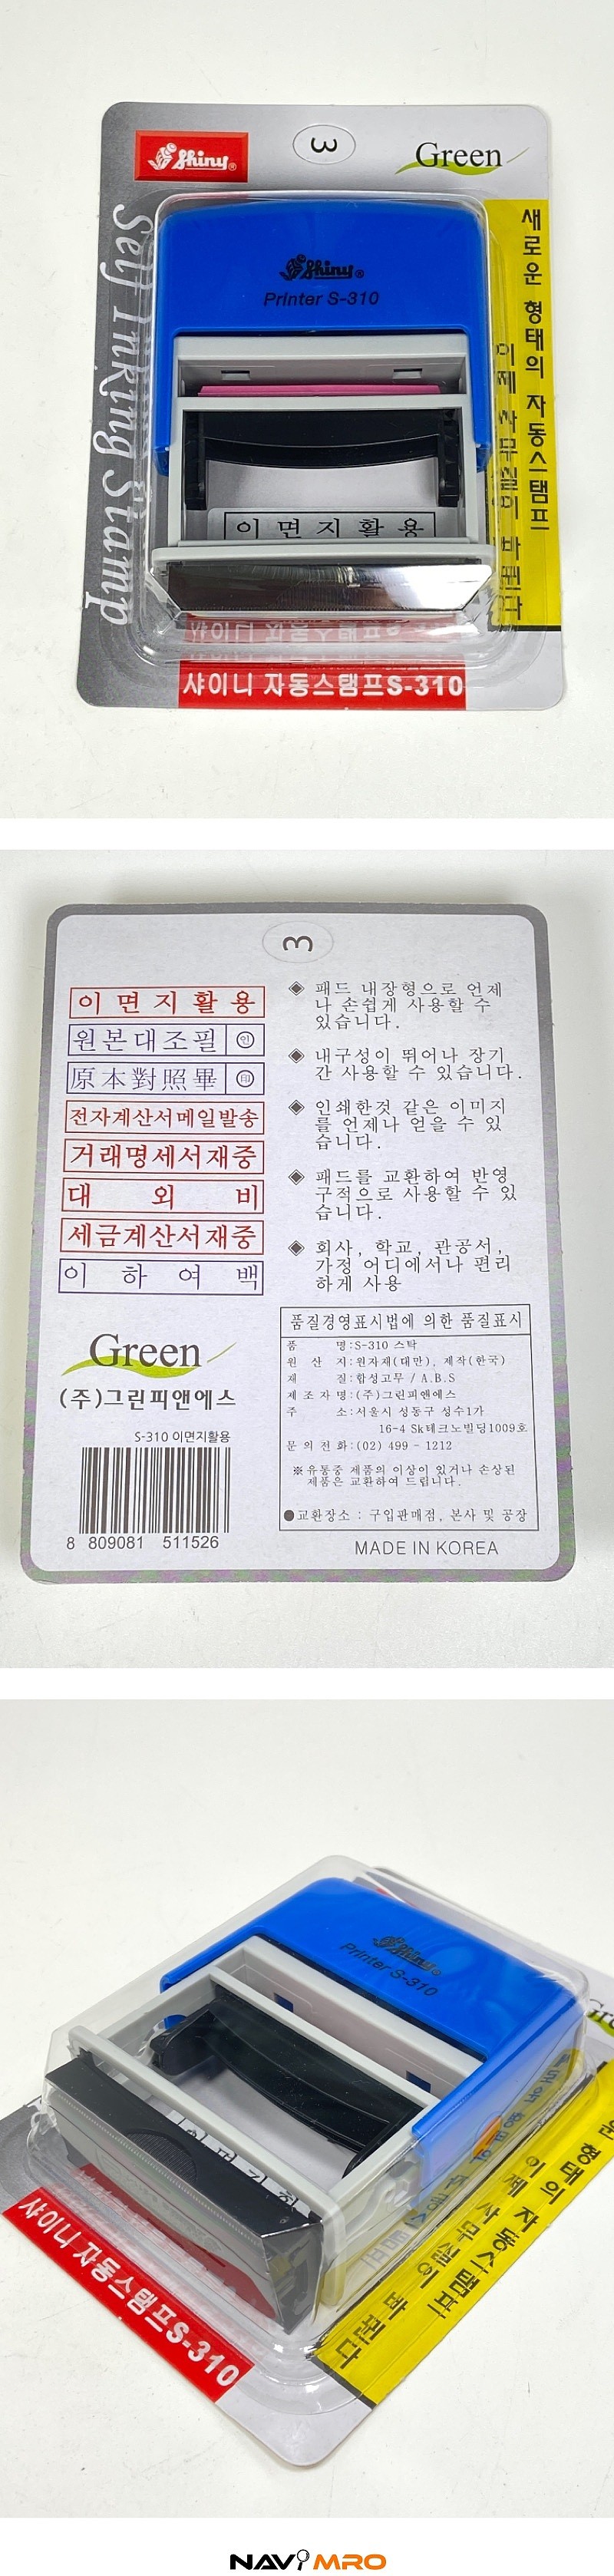 Shiny®
3
Green
Self Inking Stamp
새로운 형태의 자동스탬프
이제 사무실이 바뀐다
Shiny®
Printer S-310
이면지활용
샤이니 자동스탬프S-310
3
이면지활용
원본대조필 인
原本對照畢 印
전자계산서메일발송
거래명세서재중
대외비
세금계산서재중
이하여백
◈ 패드 내장형으로 언제
나 손쉽게 사용할 수
있습니다.
◈ 내구성이 뛰어나 장기
간 사용할 수 있습니다.
◈ 인쇄한것 같은 이미지
를 언제나 얻을 수 있
습니다.
◈ 패드를 교환하여 반영
구적으로 사용할 수 있
습니다.
◈ 회사, 학교, 관공서,
가정 어디에서나 편리
하게 사용
Green
(주)그린피앤에스
S-310 이면지활용
8 809081 511526
품질경영표시법에 의한 품질표시
품 명:S-310 스탁
원 산 지:원자재(대만), 제작(한국)
재 질:합성고무 / A.B.S
제 조 자 명:(주)그린피앤에스
주 소:서울시 성동구 성수1가
16-4 Sk테크노빌딩1009호
문 의 전 화:(02) 499 - 1212
※유통중 제품의 이상이 있거나 손상된
제품은 교환하여 드립니다.
●교환장소 : 구입판매점, 본사 및 공장
MADE IN KOREA
Shiny®
Printer S-310
이면지활
샤이니 자동스탬프S-310
형태의 자동스탬프
이제 사무실이 바뀐다
NAVIMRO